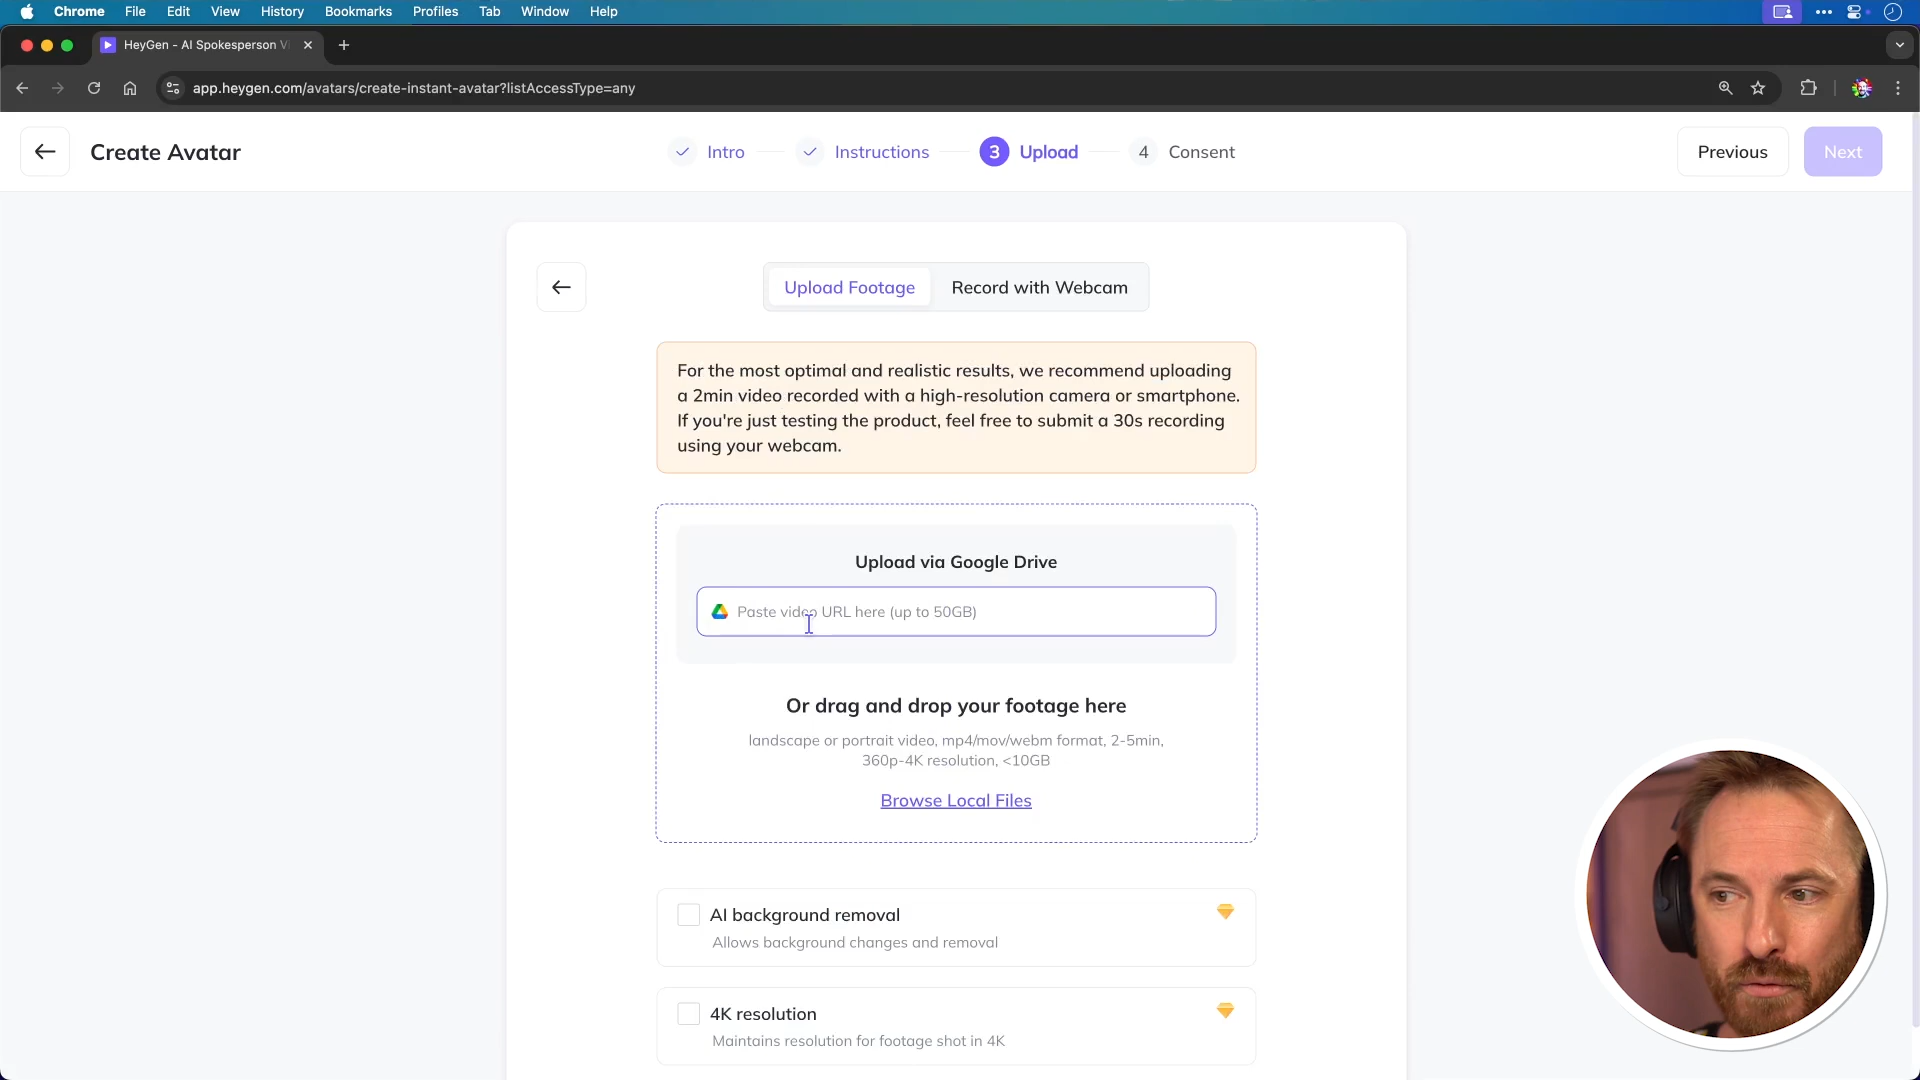 Chrome File Edit View History Bookmarks Profiles Tab Window Help
HeyGen - AI Spokesperson Vi
app.heygen.com/avatars/create-instant-avatar?listAccessType=any
Create Avatar
Intro
Instructions
3 Upload
4 Consent
Previous
Next
Upload Footage
Record with Webcam
For the most optimal and realistic results, we recommend uploading
a 2min video recorded with a high-resolution camera or smartphone.
If you're just testing the product, feel free to submit a 30s recording
using your webcam.
Upload via Google Drive
Paste video URL here (up to 50GB)
Or drag and drop your footage here
landscape or portrait video, mp4/mov/webm format, 2-5min,
360p-4K resolution, <10GB
Browse Local Files
AI background removal
Allows background changes and removal
4K resolution
Maintains resolution for footage shot in 4K